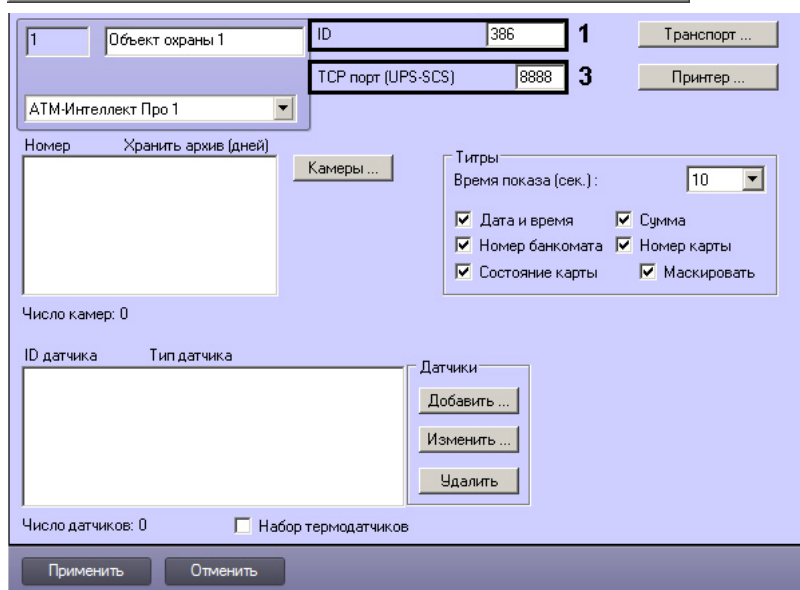 1 Объект охраны 1 ID 386 1 Транспорт ...
TCP порт (UPS-SCS) 8888 3 Принтер ...
АТМ-Интеллект Про 1
Номер Хранить архив (дней)
Камеры ...
Титры
Время показа (сек.) : 10
Дата и время Сумма
Номер банкомата Номер карты
Состояние карты Маскировать
Число камер: 0
ID датчика Тип датчика
Датчики
Добавить ...
Изменить ...
Удалить
Число датчиков: 0 Набор термодатчиков
Применить Отменить